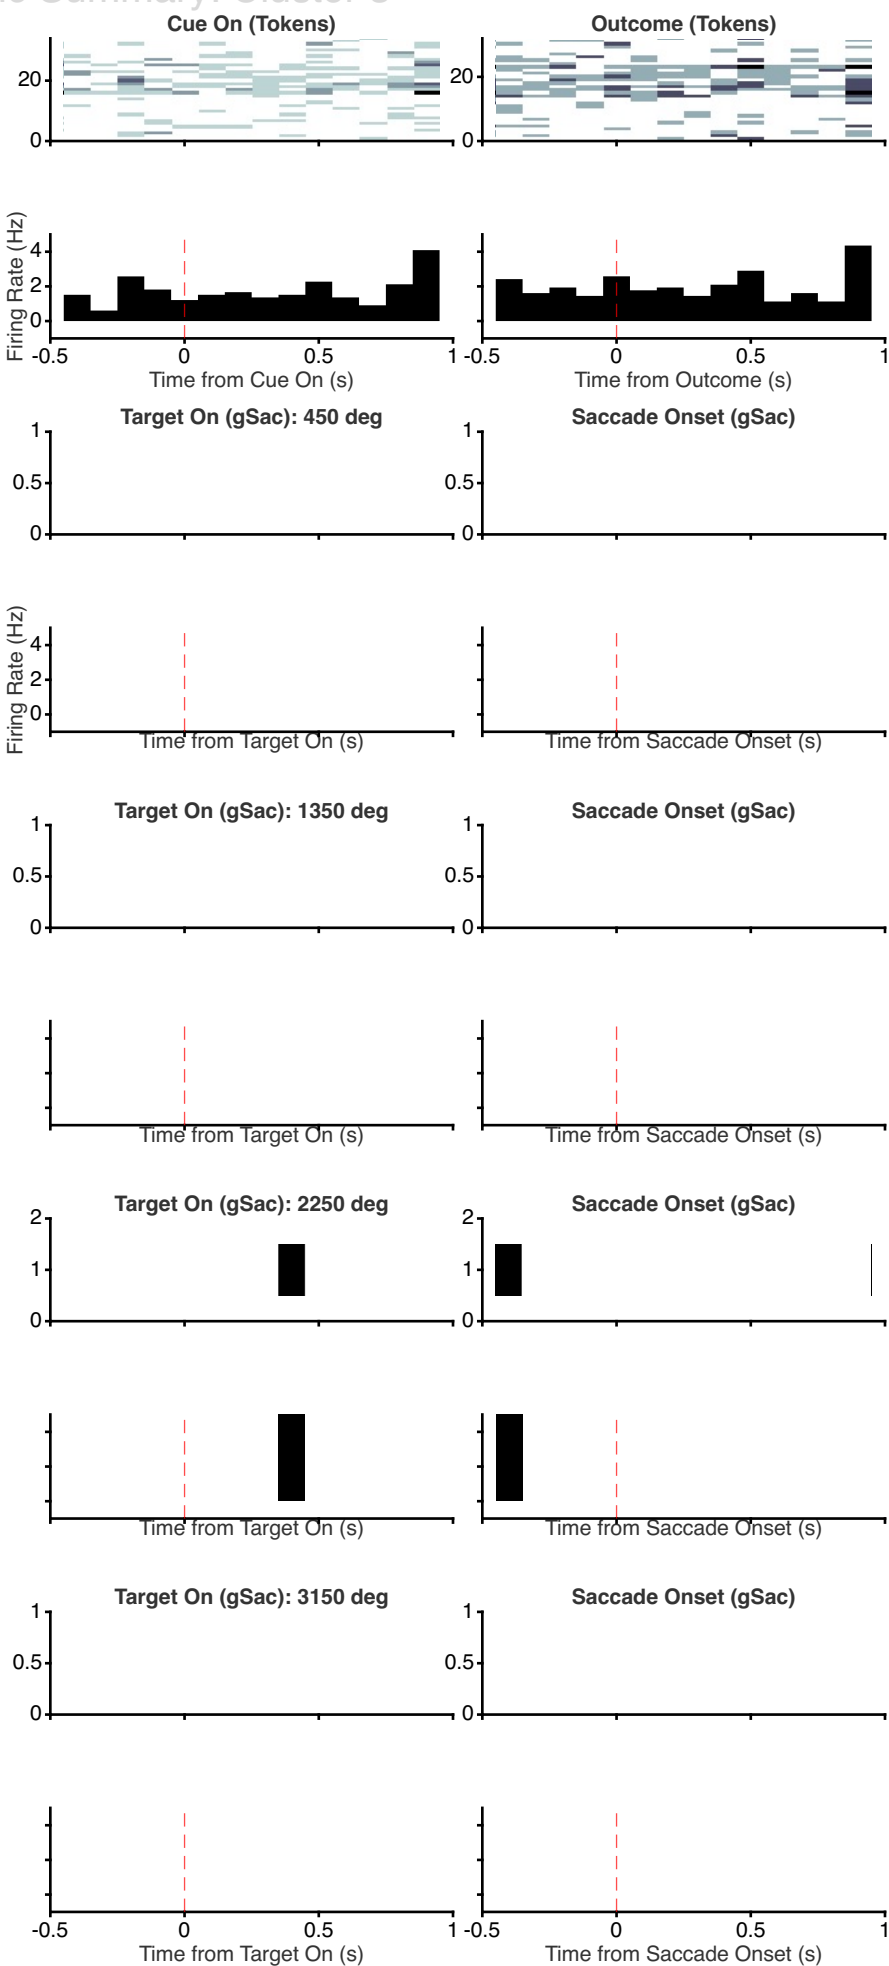 Summary: Cluster
Cue On (Tokens) Outcome (Tokens)
20 20
0 0
Firing Rate (Hz)
4
2
0
-0.5 0 0.5 1 -0.5 0 0.5 1
Time from Cue On (s) Time from Outcome (s)
Target On (gSac): 450 deg Saccade Onset (gSac)
1 1
0.5 0.5
0 0
Firing Rate (Hz)
4
2
0
Time from Target On (s) Time from Saccade Onset (s)
Target On (gSac): 1350 deg Saccade Onset (gSac)
1 1
0.5 0.5
0 0
Time from Target On (s) Time from Saccade Onset (s)
Target On (gSac): 2250 deg Saccade Onset (gSac)
2 2
1 1
0 0
Time from Target On (s) Time from Saccade Onset (s)
Target On (gSac): 3150 deg Saccade Onset (gSac)
1 1
0.5 0.5
0 0
-0.5 0 0.5 1 -0.5 0 0.5 1
Time from Target On (s) Time from Saccade Onset (s)